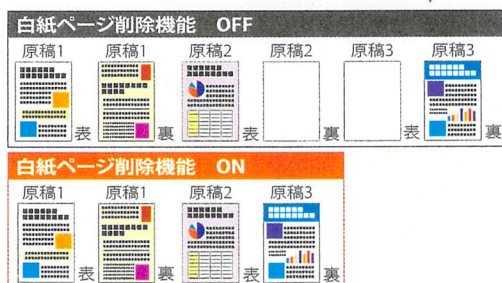 白紙ページ削除機能 OFF
原稿1 原稿1 原稿2 原稿2 原稿3 原稿3
表 裏 表 裏 表 裏
白紙ページ削除機能 ON
原稿1 原稿1 原稿2 原稿3
表 裏 表 裏